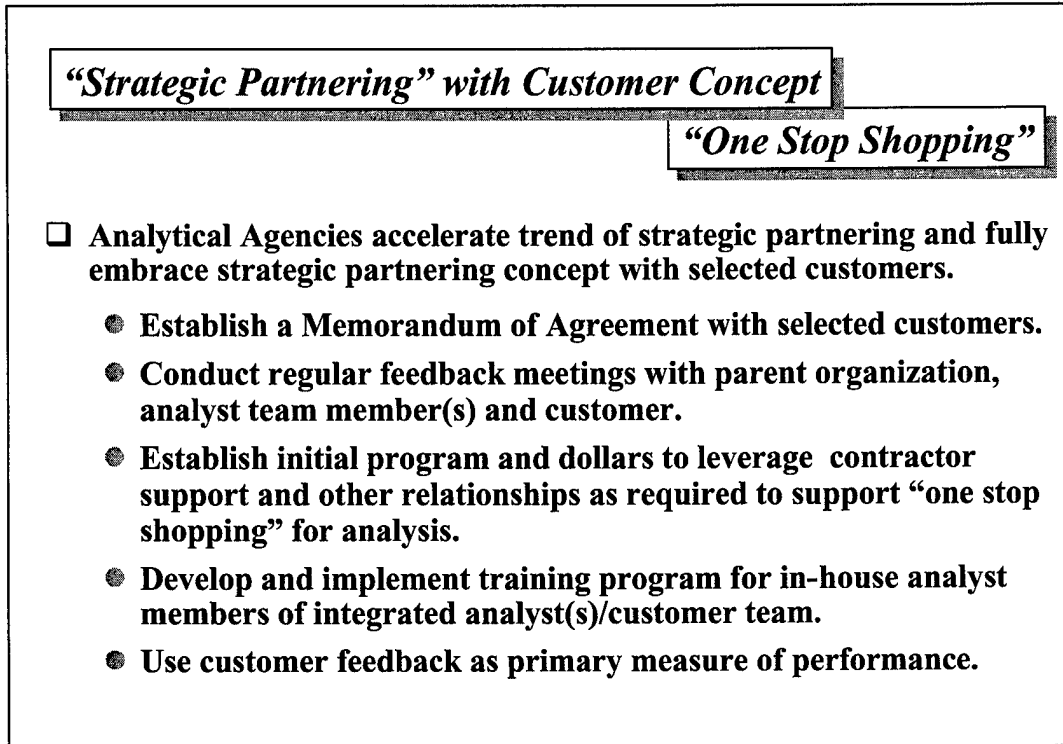 “Strategic Partnering” with Customer Concept
“One Stop Shopping”
❑ Analytical Agencies accelerate trend of strategic partnering and fully
embrace strategic partnering concept with selected customers.
● Establish a Memorandum of Agreement with selected customers.
● Conduct regular feedback meetings with parent organization,
analyst team member(s) and customer.
● Establish initial program and dollars to leverage contractor
support and other relationships as required to support “one stop
shopping” for analysis.
● Develop and implement training program for in-house analyst
members of integrated analyst(s)/customer team.
● Use customer feedback as primary measure of performance.